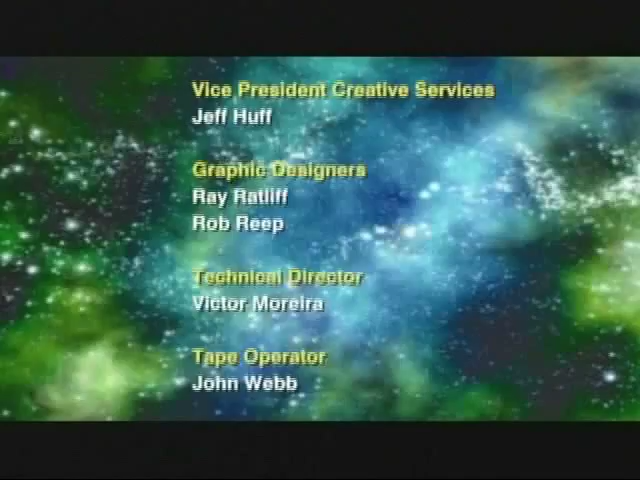 Vice President Creative Services
Jeff Huff
Graphic Designers
Ray Ratliff
Rob Reep
Technical Director
Victor Moreira
Tape Operator
John Webb